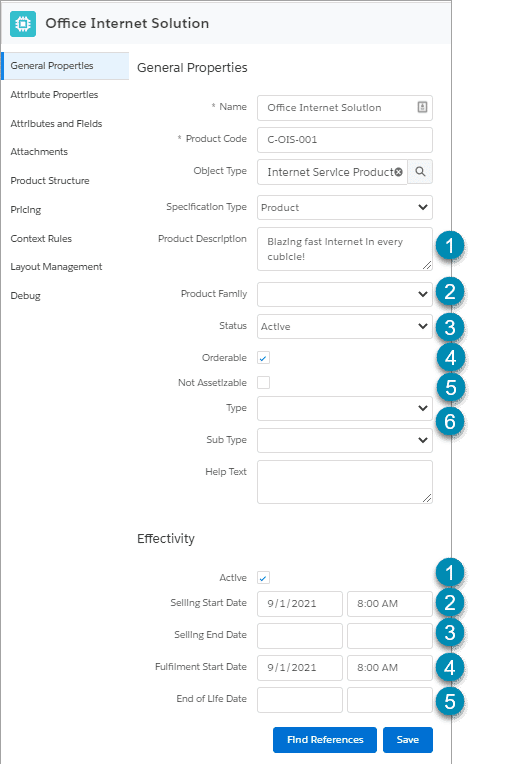 Office Internet Solution
General Properties
Attribute Properties
Attributes and Fields
Attachments
Product Structure
Pricing
Context Rules
Layout Management
Debug
General Properties
* Name Office Internet Solution
* Product Code C-OIS-001
Object Type Internet Service Product
Specification Type Product
Product Description Blazing fast internet in every
cubicle!
1
Product Family 2
Status Active 3
Orderable 4
Not Assetizable 5
Type 6
Sub Type
Help Text
Effectivity
Active 1
Selling Start Date 9/1/2021 8:00 AM 2
Selling End Date 3
Fulfilment Start Date 9/1/2021 8:00 AM 4
End of Life Date 5
Find References Save